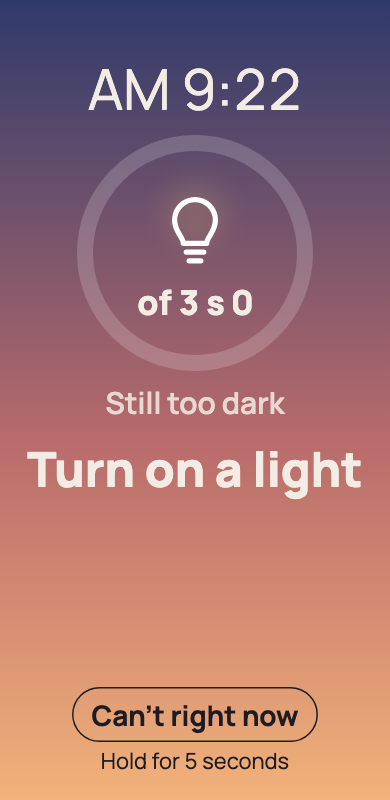 AM 9:22
of 3 s 0
Still too dark
Turn on a light
Can't right now
Hold for 5 seconds